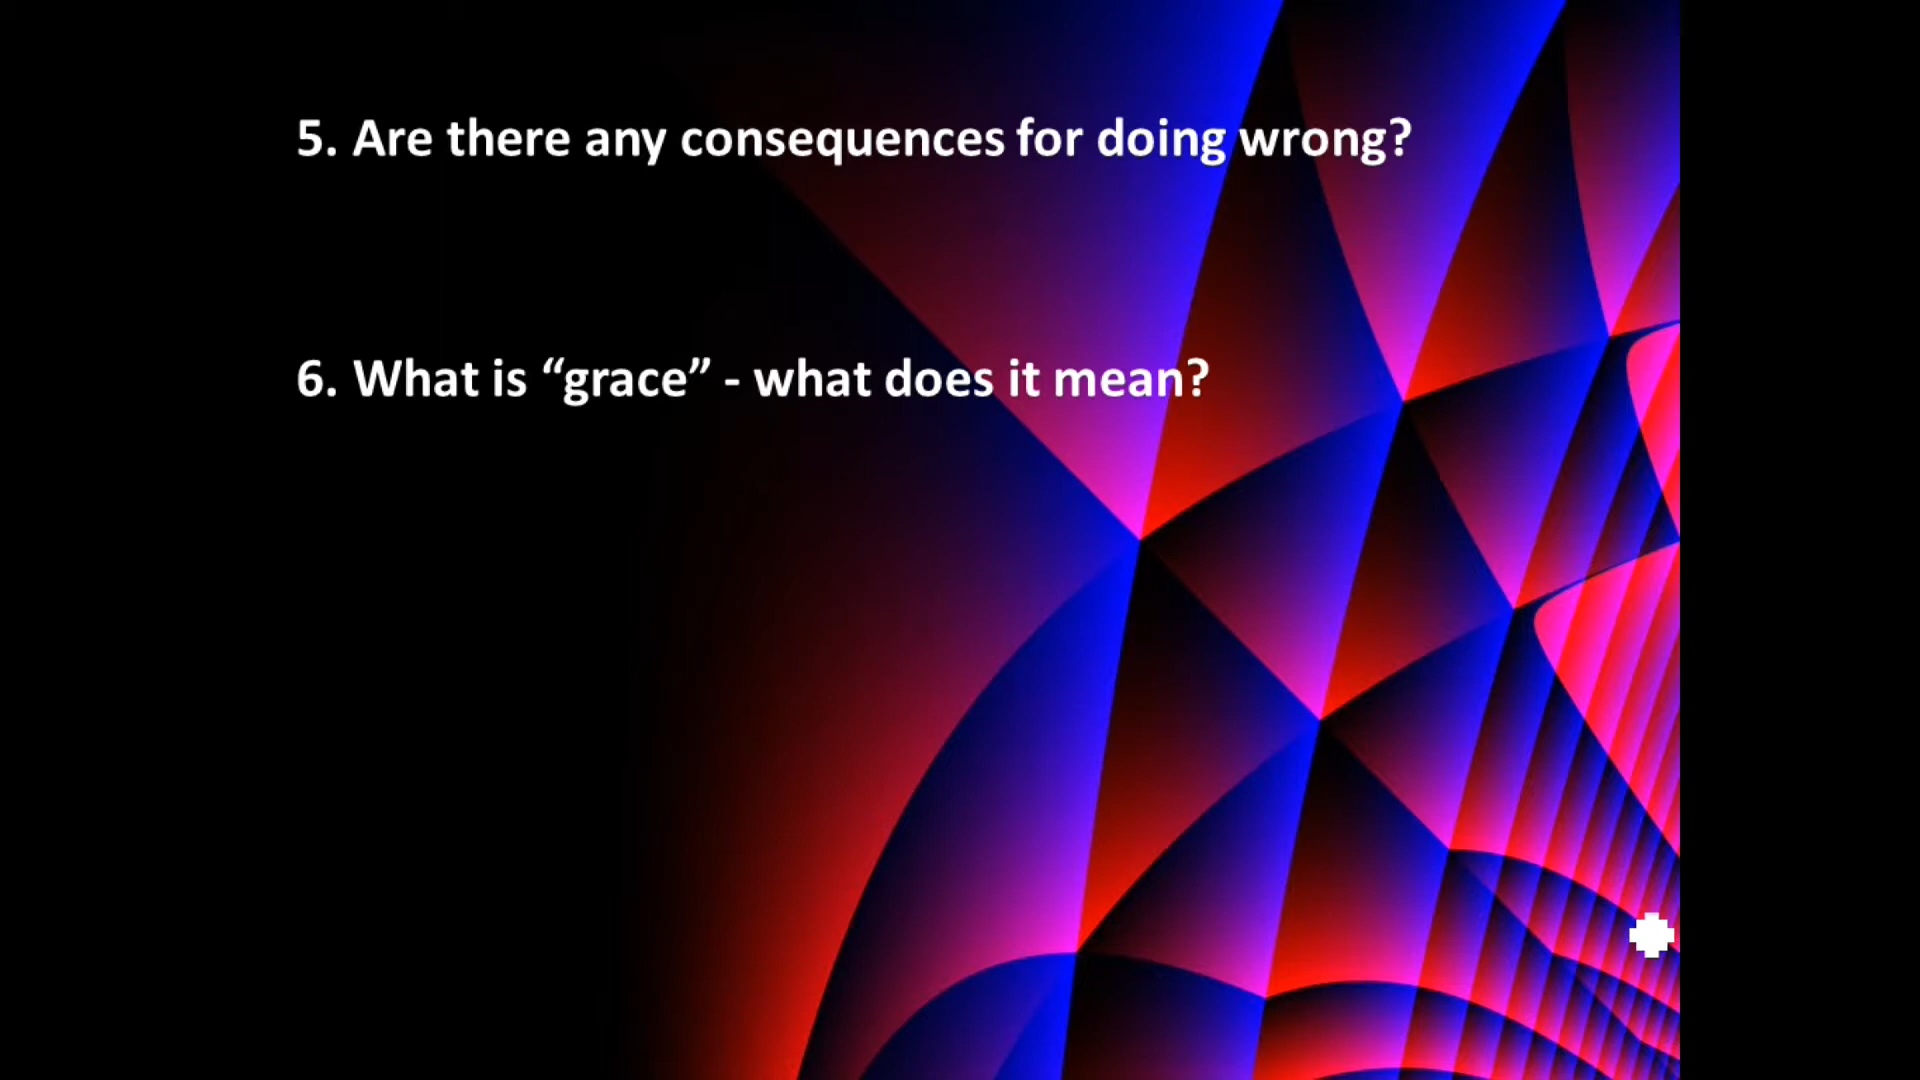 5. Are there any consequences for doing wrong?
6. What is “grace” - what does it mean?